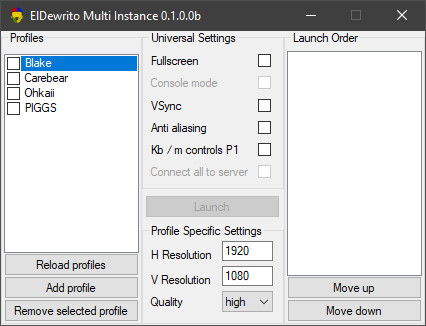 ElDewrito Multi Instance 0.1.0.0b
Profiles
Blake
Carebear
Ohkaii
PIGGS
Reload profiles
Add profile
Remove selected profile
Universal Settings
Fullscreen
Console mode
VSync
Anti aliasing
Kb / m controls P1
Connect all to server
Launch
Profile Specific Settings
H Resolution 1920
V Resolution 1080
Quality high
Launch Order
Move up
Move down